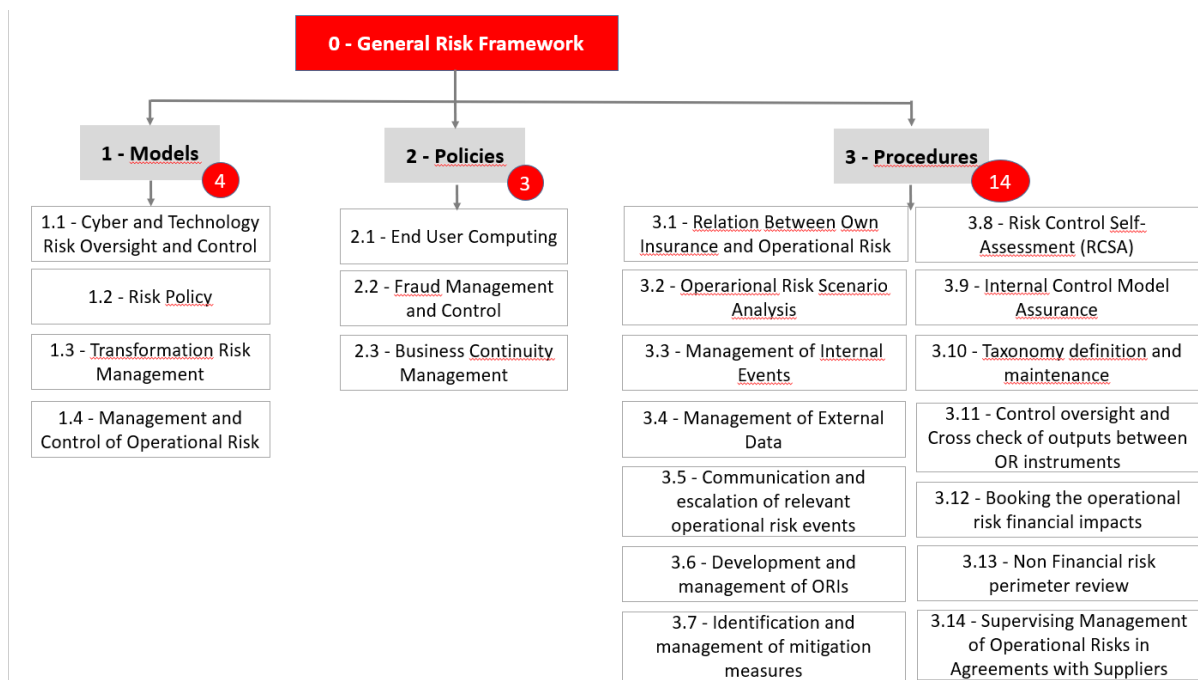 0 - General Risk Framework
1 - Models
4
2 - Policies
3
3 - Procedures
14
1.1 - Cyber and Technology
Risk Oversight and Control
1.2 - Risk Policy
1.3 - Transformation Risk
Management
1.4 - Management and
Control of Operational Risk
2.1 - End User Computing
2.2 - Fraud Management
and Control
2.3 - Business Continuity
Management
3.1 - Relation Between Own
Insurance and Operational Risk
3.2 - Operarional Risk Scenario
Analysis
3.3 - Management of Internal
Events
3.4 - Management of External
Data
3.5 - Communication and
escalation of relevant
operational risk events
3.6 - Development and
management of ORIs
3.7 - Identification and
management of mitigation
measures
3.8 - Risk Control Self-
Assessment (RCSA)
3.9 - Internal Control Model
Assurance
3.10 - Taxonomy definition and
maintenance
3.11 - Control oversight and
Cross check of outputs between
OR instruments
3.12 - Booking the operational
risk financial impacts
3.13 - Non Financial risk
perimeter review
3.14 - Supervising Management
of Operational Risks in
Agreements with Suppliers